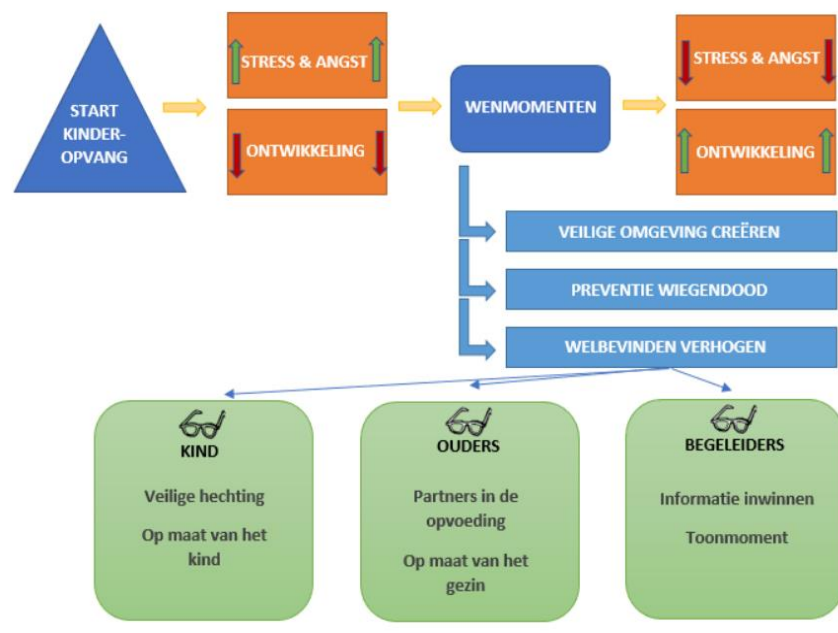 START
KINDER-
OPVANG
STRESS & ANGST
ONTWIKKELING
WENMOMENTEN
STRESS & ANGST
ONTWIKKELING
VEILIGE OMGEVING CREËREN
PREVENTIE WIEGENDOOD
WELBEVINDEN VERHOGEN
KIND
Veilige hechting
Op maat van het
kind
OUDERS
Partners in de
opvoeding
Op maat van het
gezin
BEGELEIDERS
Informatie inwinnen
Toonmoment